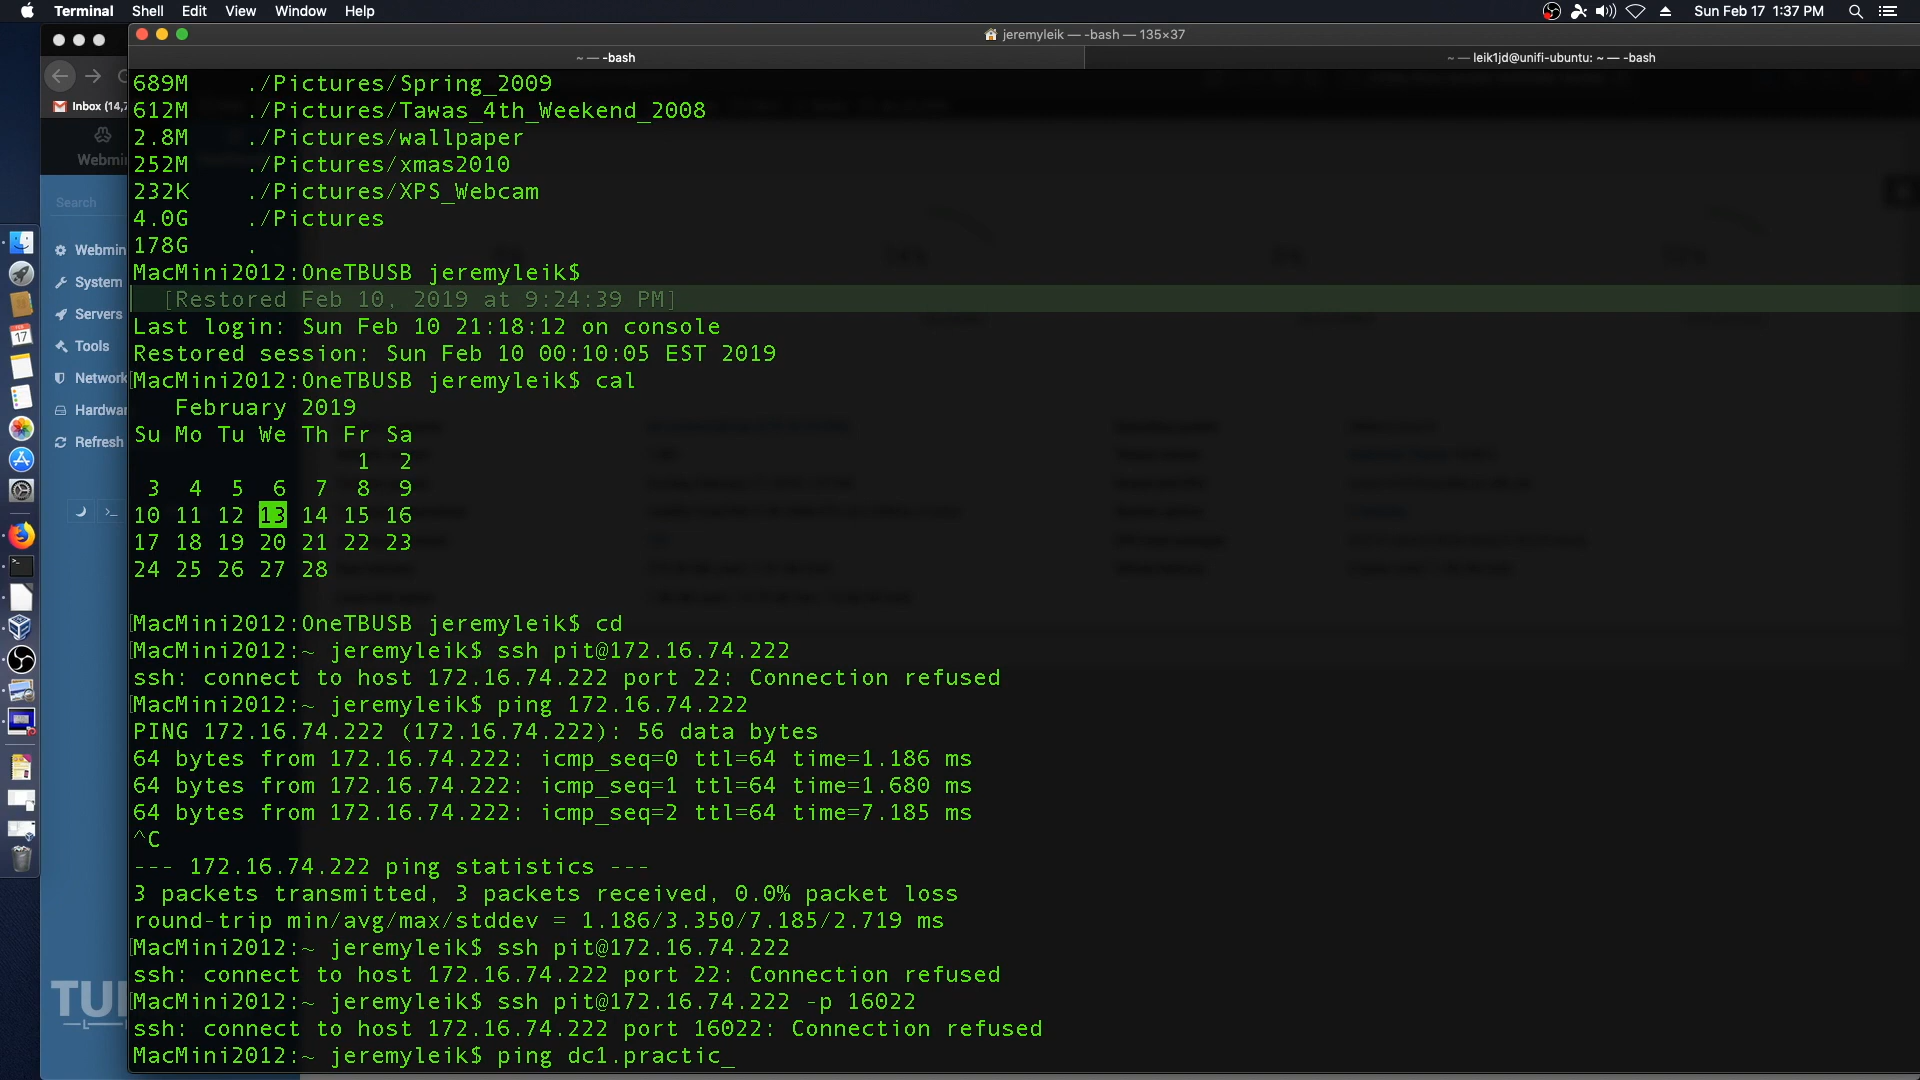 Terminal Shell Edit View Window Help
Sun Feb 17 1:37 PM
jeremyleik — -bash — 135×37
~ — -bash
~ — leik1jd@unifi-ubuntu: ~ — -bash
Inbox (14,7
Webmin
Search
Webmin
System
Servers
Tools
Network
Hardwar
Refresh
17
TUI
689M ./Pictures/Spring_2009
612M ./Pictures/Tawas_4th_Weekend_2008
2.8M ./Pictures/wallpaper
252M ./Pictures/xmas2010
232K ./Pictures/XPS_Webcam
4.0G ./Pictures
178G .
MacMini2012:OneTBUSB jeremyleik$
[Restored Feb 10, 2019 at 9:24:39 PM]
Last login: Sun Feb 10 21:18:12 on console
Restored session: Sun Feb 10 00:10:05 EST 2019
[MacMini2012:OneTBUSB jeremyleik$ cal
February 2019
Su Mo Tu We Th Fr Sa
1 2
3 4 5 6 7 8 9
10 11 12 13 14 15 16
17 18 19 20 21 22 23
24 25 26 27 28
[MacMini2012:OneTBUSB jeremyleik$ cd
[MacMini2012:~ jeremyleik$ ssh pit@172.16.74.222
ssh: connect to host 172.16.74.222 port 22: Connection refused
[MacMini2012:~ jeremyleik$ ping 172.16.74.222
PING 172.16.74.222 (172.16.74.222): 56 data bytes
64 bytes from 172.16.74.222: icmp_seq=0 ttl=64 time=1.186 ms
64 bytes from 172.16.74.222: icmp_seq=1 ttl=64 time=1.680 ms
64 bytes from 172.16.74.222: icmp_seq=2 ttl=64 time=7.185 ms
^C
--- 172.16.74.222 ping statistics ---
3 packets transmitted, 3 packets received, 0.0% packet loss
round-trip min/avg/max/stddev = 1.186/3.350/7.185/2.719 ms
[MacMini2012:~ jeremyleik$ ssh pit@172.16.74.222
ssh: connect to host 172.16.74.222 port 22: Connection refused
[MacMini2012:~ jeremyleik$ ssh pit@172.16.74.222 -p 16022
ssh: connect to host 172.16.74.222 port 16022: Connection refused
MacMini2012:~ jeremyleik$ ping dc1.practic_